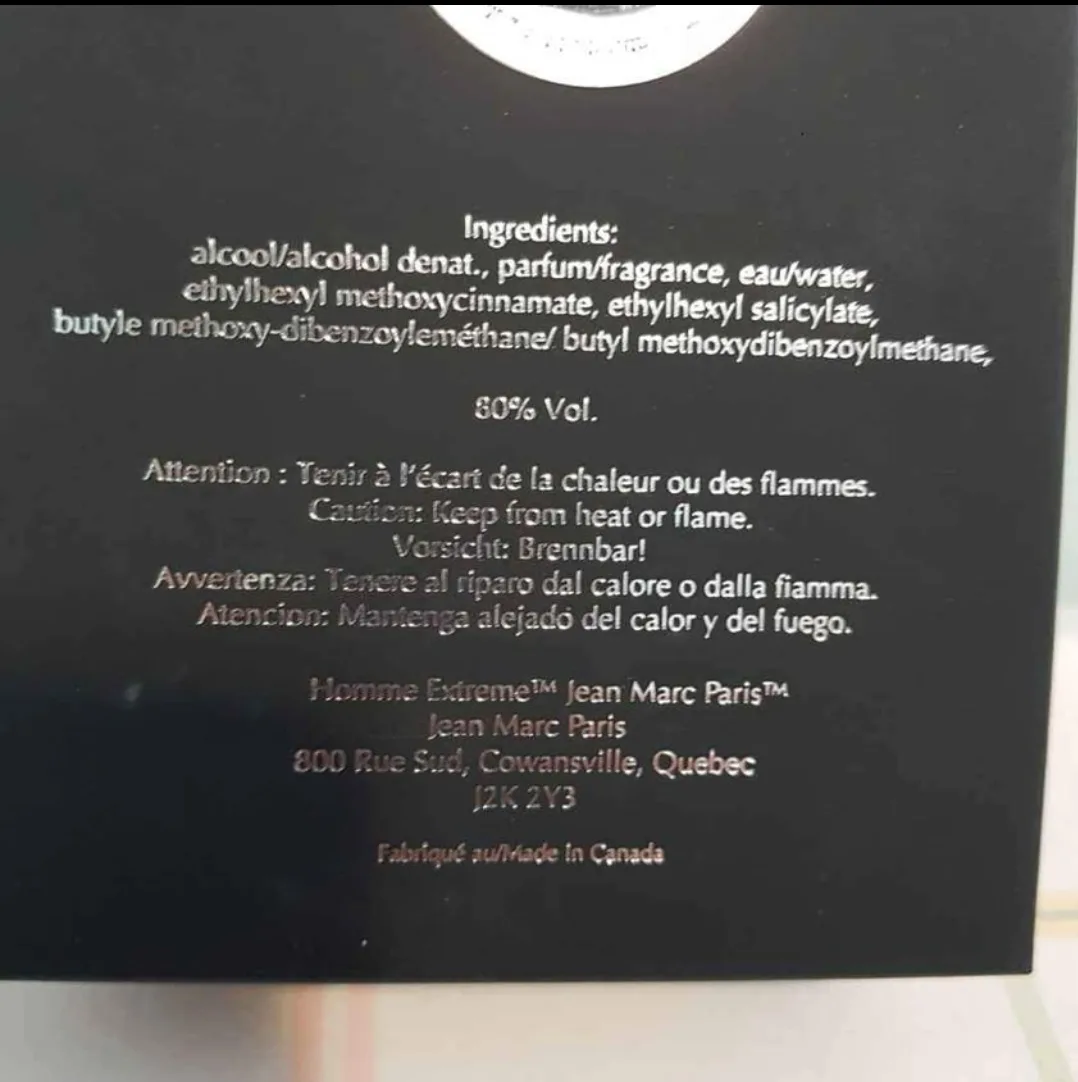 Ingredients:
alcool/alcohol denat., parfum/fragrance, eau/water,
ethylhexyl methoxycinnamate, ethylhexyl salicylate,
butyle methoxy-dibenzoyleméthane/ butyl methoxydibenzoylmethane,
80% Vol.
Attention : Tenir à l'écart de la chaleur ou des flammes.
Caution: Keep from heat or flame.
Vorsicht: Brennbar!
Avvertenza: Tenere al riparo dal calore o dalla fiamma.
Atencion: Mantenga alejado del calor y del fuego.
Homme Extreme™ Jean Marc Paris™
Jean Marc Paris
800 Rue Sud, Cowansville, Quebec
J2K 2Y3
Fabriqué au/Made in Canada